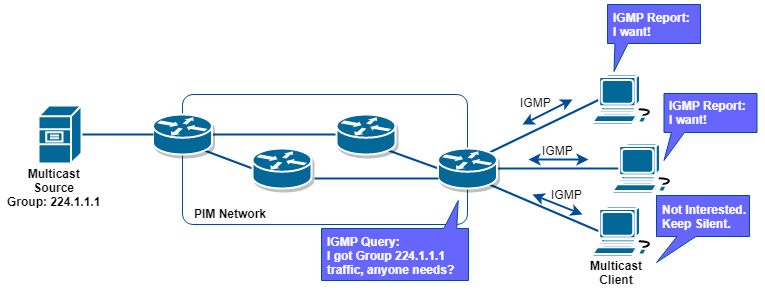 IGMP Report:
I want!
IGMP
IGMP Report:
I want!
IGMP
Multicast
Source
Group: 224.1.1.1
IGMP
PIM Network
Not Interested.
Keep Silent.
IGMP Query:
I got Group 224.1.1.1
traffic, anyone needs?
Multicast
Client